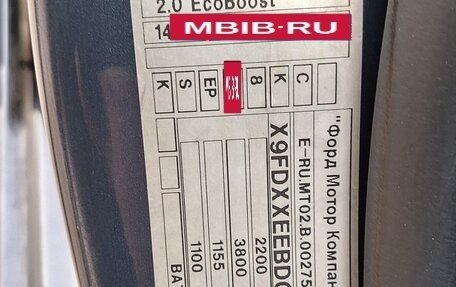 "Форд Мотор Компан
E-RU.MT02.B.00275
X9FDXXEEBD
2200
3800
1155
1100
BA
C
K
8
EP
S
K
2.0 EcoBoost
14
MBIB-RU